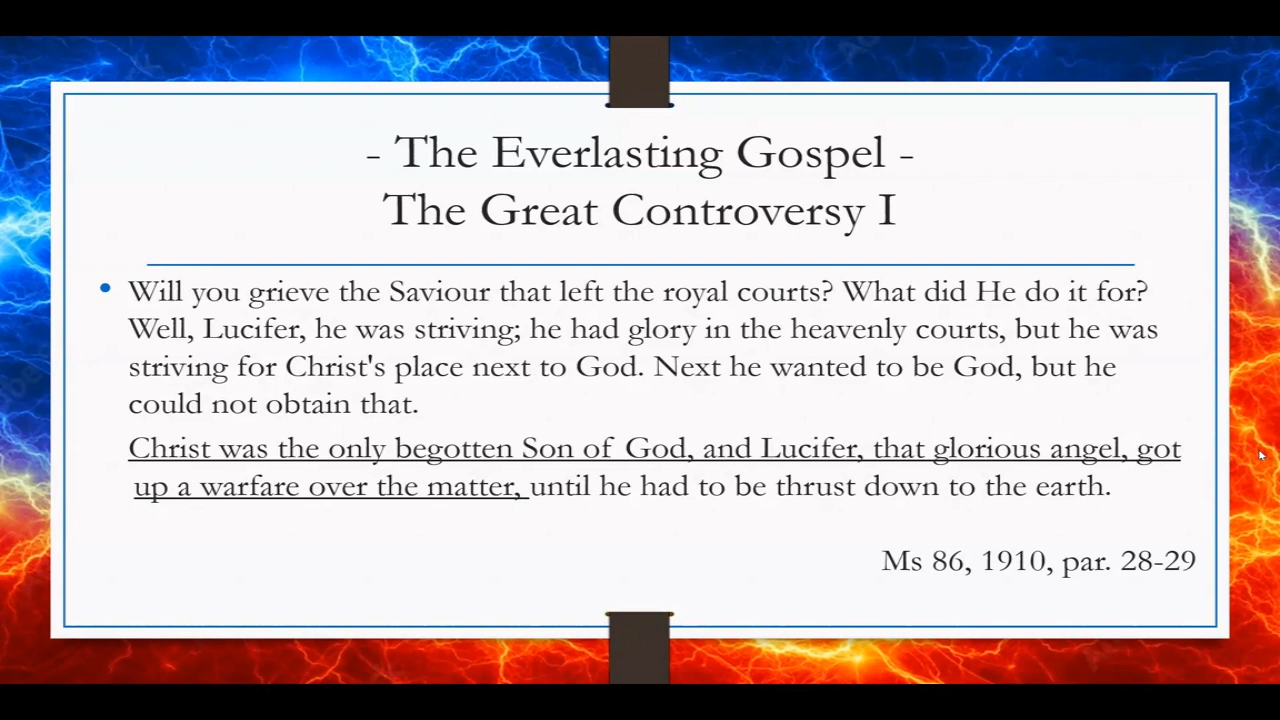 - The Everlasting Gospel -
The Great Controversy I
• Will you grieve the Saviour that left the royal courts? What did He do it for?
Well, Lucifer, he was striving; he had glory in the heavenly courts, but he was
striving for Christ's place next to God. Next he wanted to be God, but he
could not obtain that.
Christ was the only begotten Son of God, and Lucifer, that glorious angel, got
up a warfare over the matter, until he had to be thrust down to the earth.
Ms 86, 1910, par. 28-29